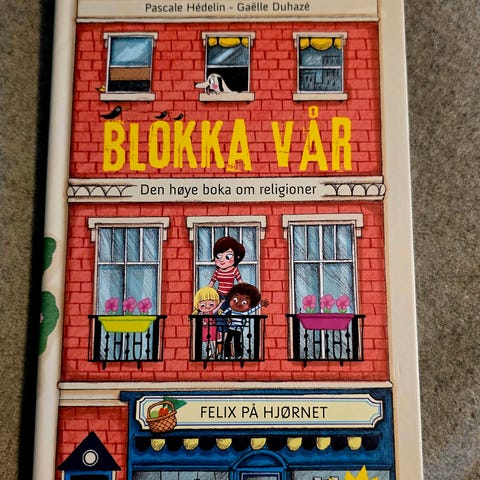 Pascale Hédelin - Gaëlle Duhazé
BLOKKA VÅR
Den høye boka om religioner
FELIX PÅ HJØRNET